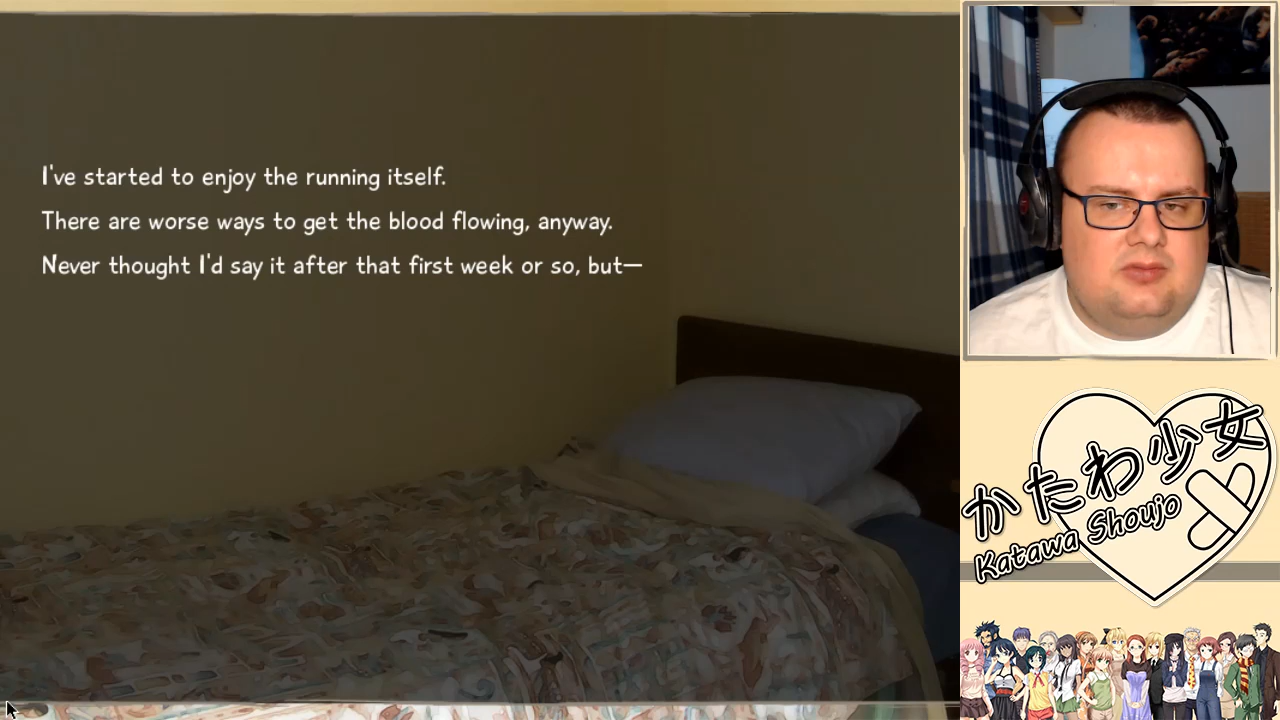 I've started to enjoy the running itself.
There are worse ways to get the blood flowing, anyway.
Never thought I'd say it after that first week or so, but—
かたわ少女
Katawa Shoujo